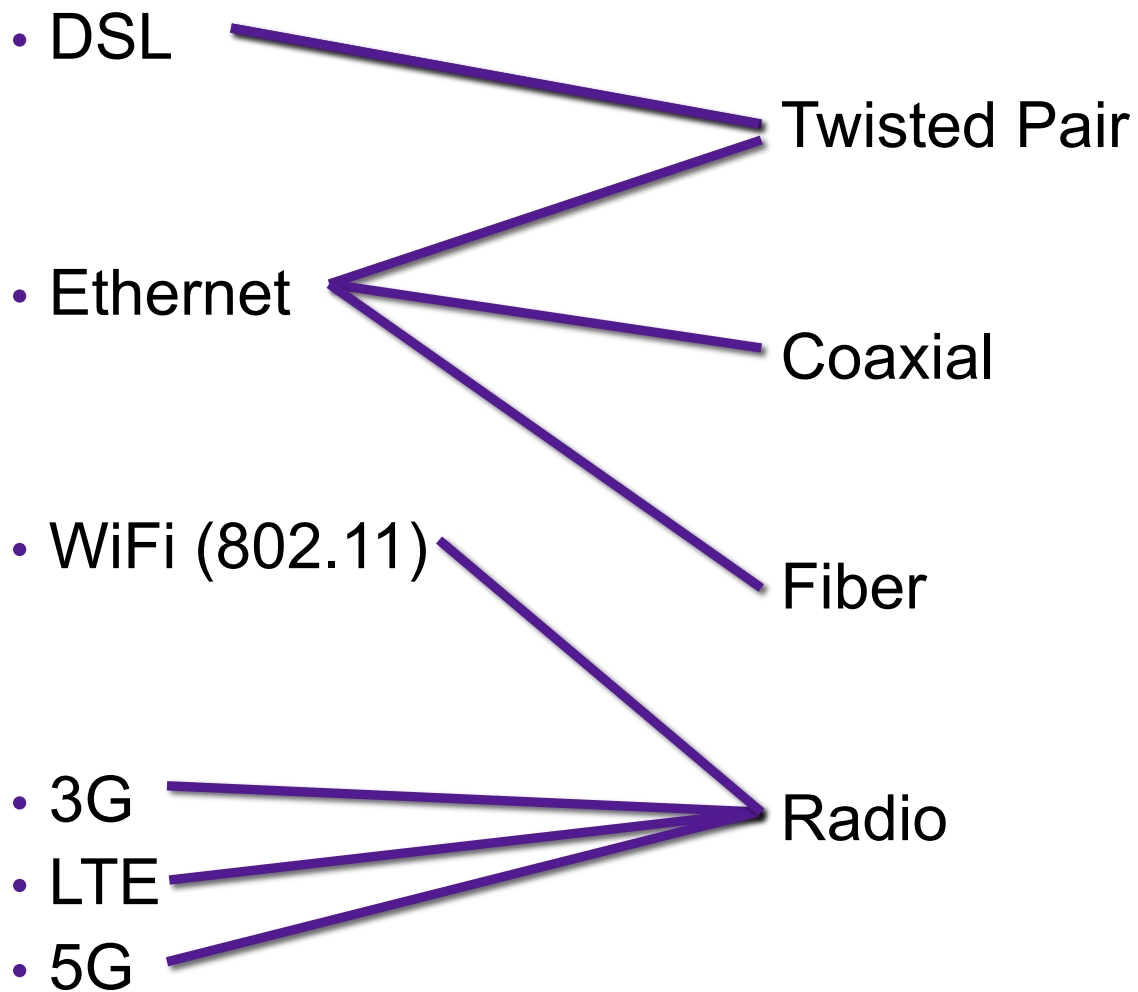 • DSL
Twisted Pair
• Ethernet
Coaxial
• WiFi (802.11)
Fiber
• 3G
Radio
• LTE
• 5G